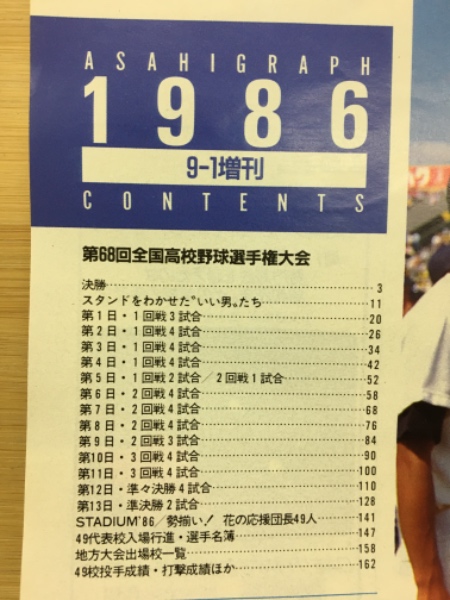 ASAHIGRAPH
1986
9-1増刊
CONTENTS
第68回全国高校野球選手権大会
決勝 3
スタンドをわかせた"いい男"たち 11
第1日・1回戦3試合 20
第2日・1回戦4試合 26
第3日・1回戦4試合 34
第4日・1回戦4試合 42
第5日・1回戦2試合/2回戦1試合 52
第6日・2回戦4試合 58
第7日・2回戦4試合 68
第8日・2回戦4試合 76
第9日・2回戦3試合 84
第10日・3回戦4試合 90
第11日・3回戦4試合 100
第12日・準々決勝4試合 110
第13日・準決勝2試合 128
STADIUM'86/勢揃い! 花の応援団長49人 141
49代表校入場行進・選手名簿 147
地方大会出場校一覧 158
49校投手成績・打撃成績ほか 162